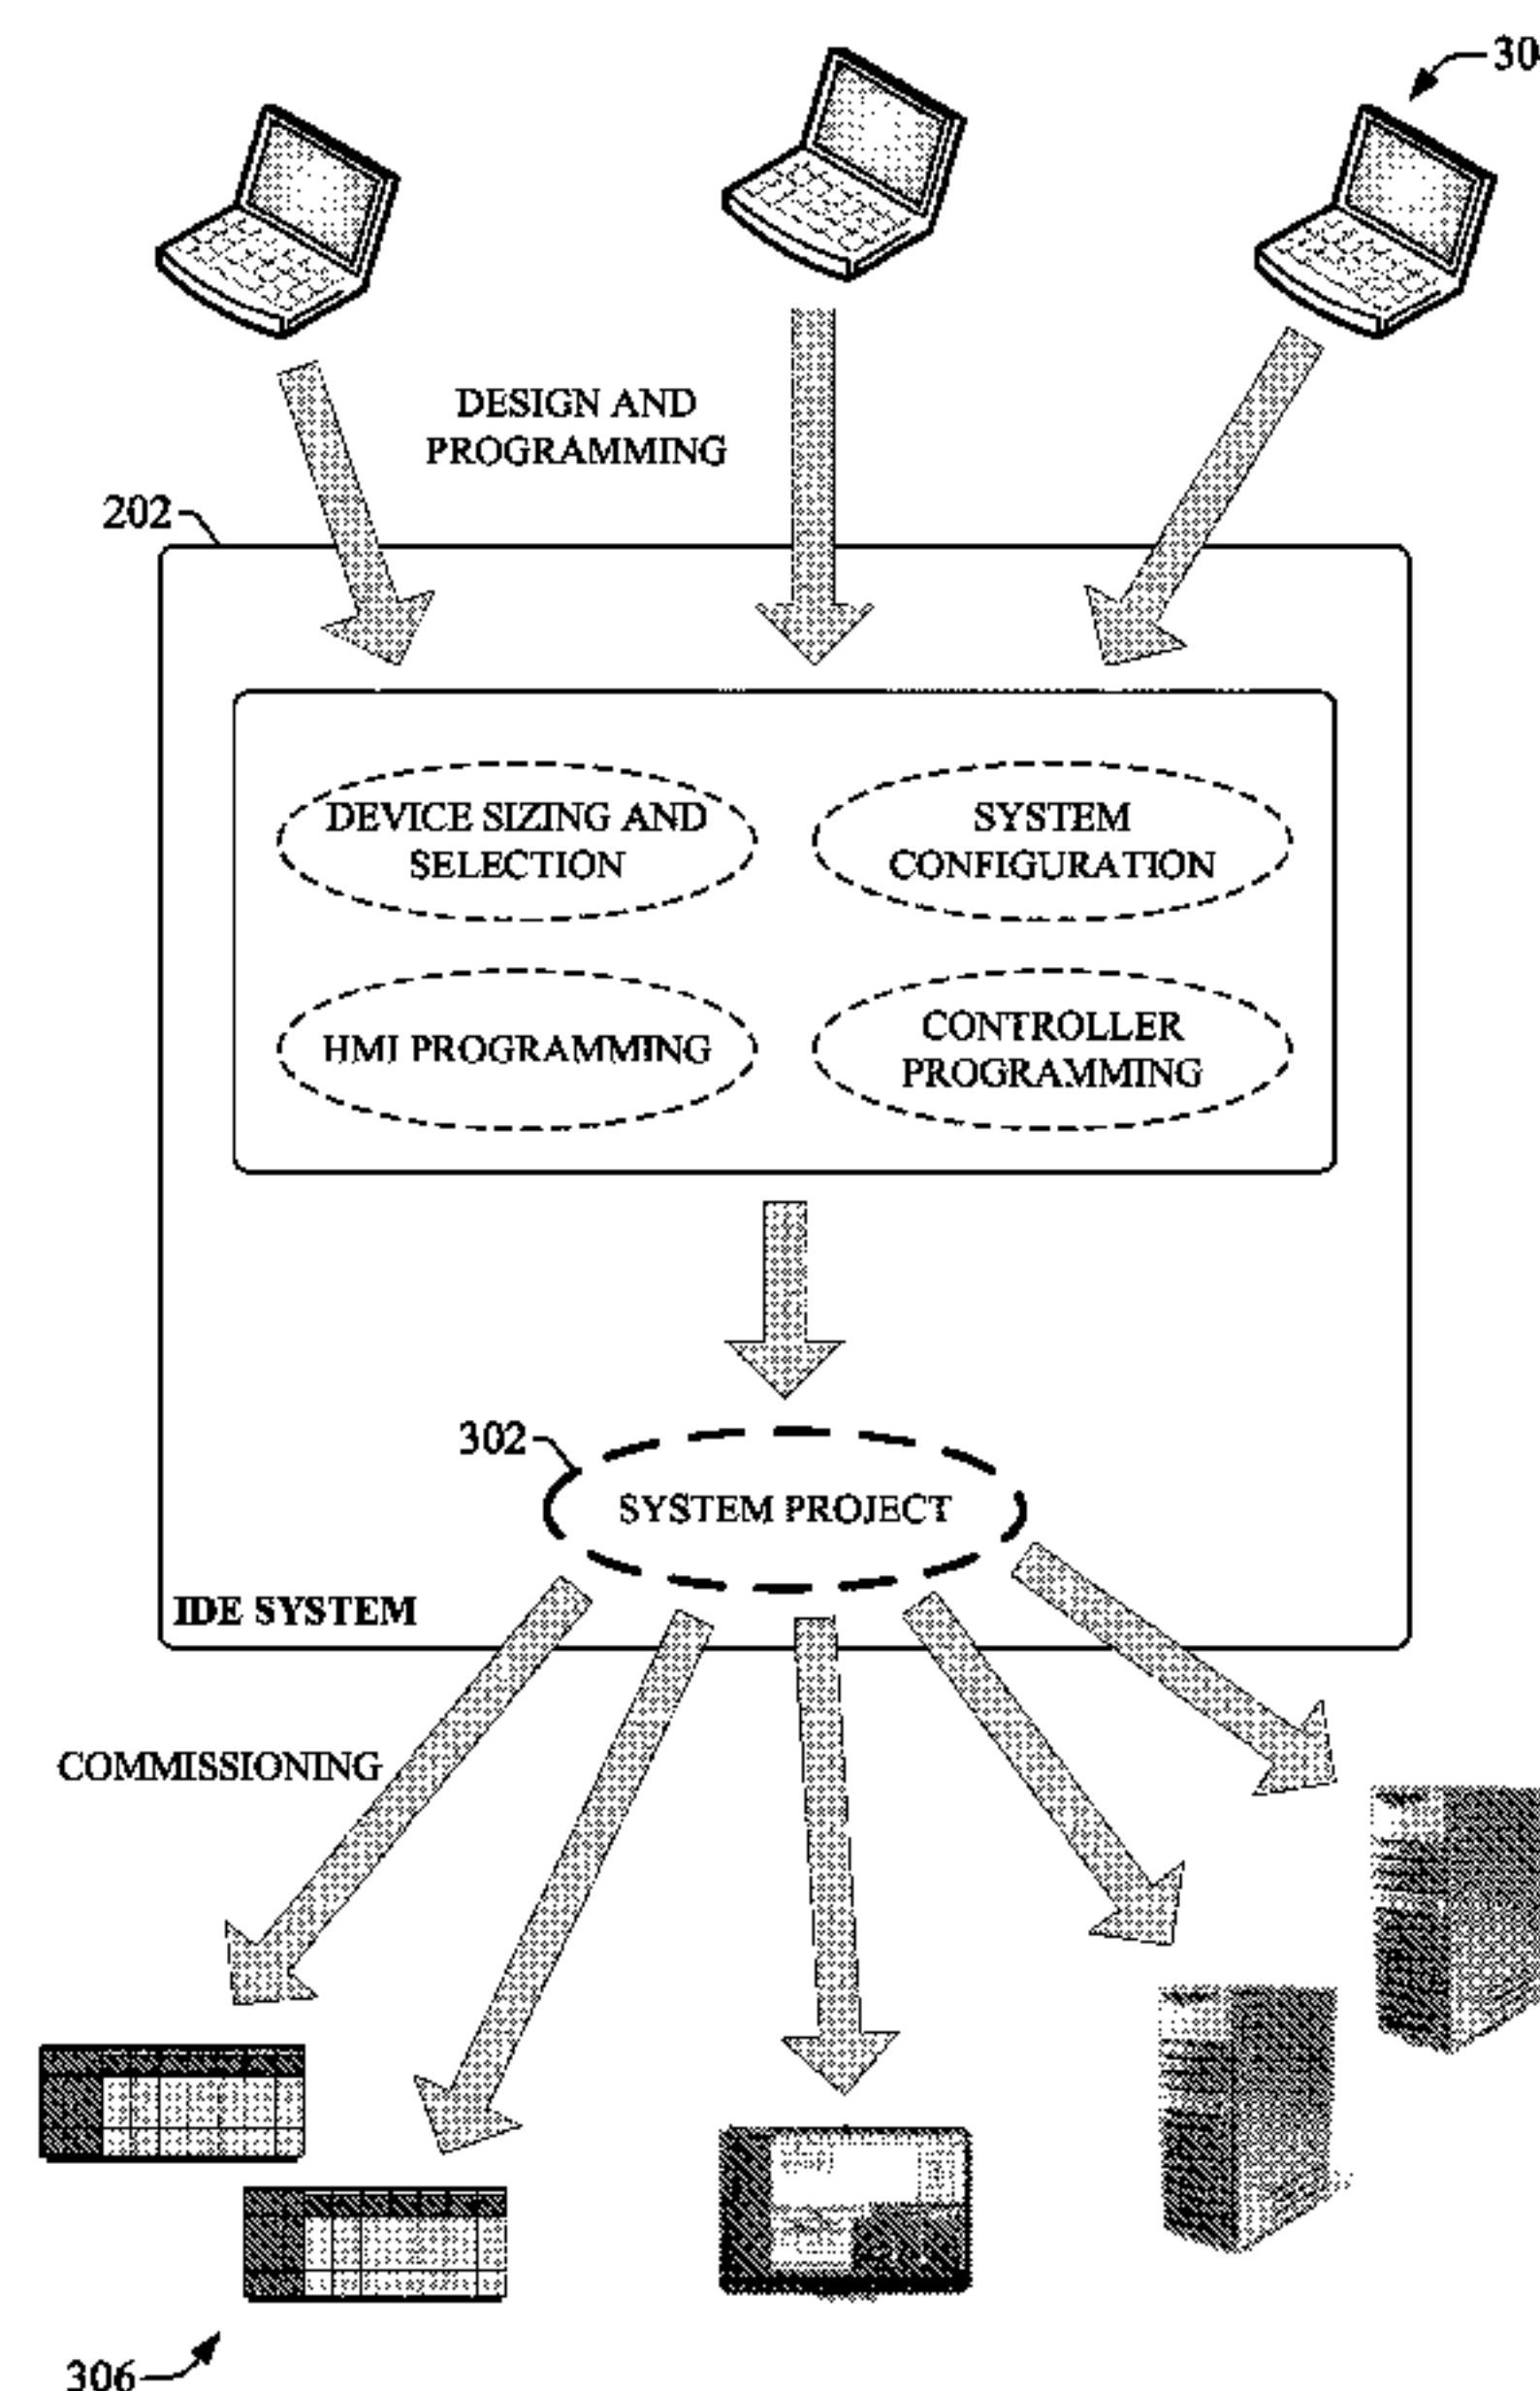 30
DESIGN AND
PROGRAMMING
202
DEVICE SIZING AND
SELECTION
SYSTEM
CONFIGURATION
HMI PROGRAMMING
CONTROLLER
PROGRAMMING
302
SYSTEM PROJECT
IDE SYSTEM
COMMISSIONING
306